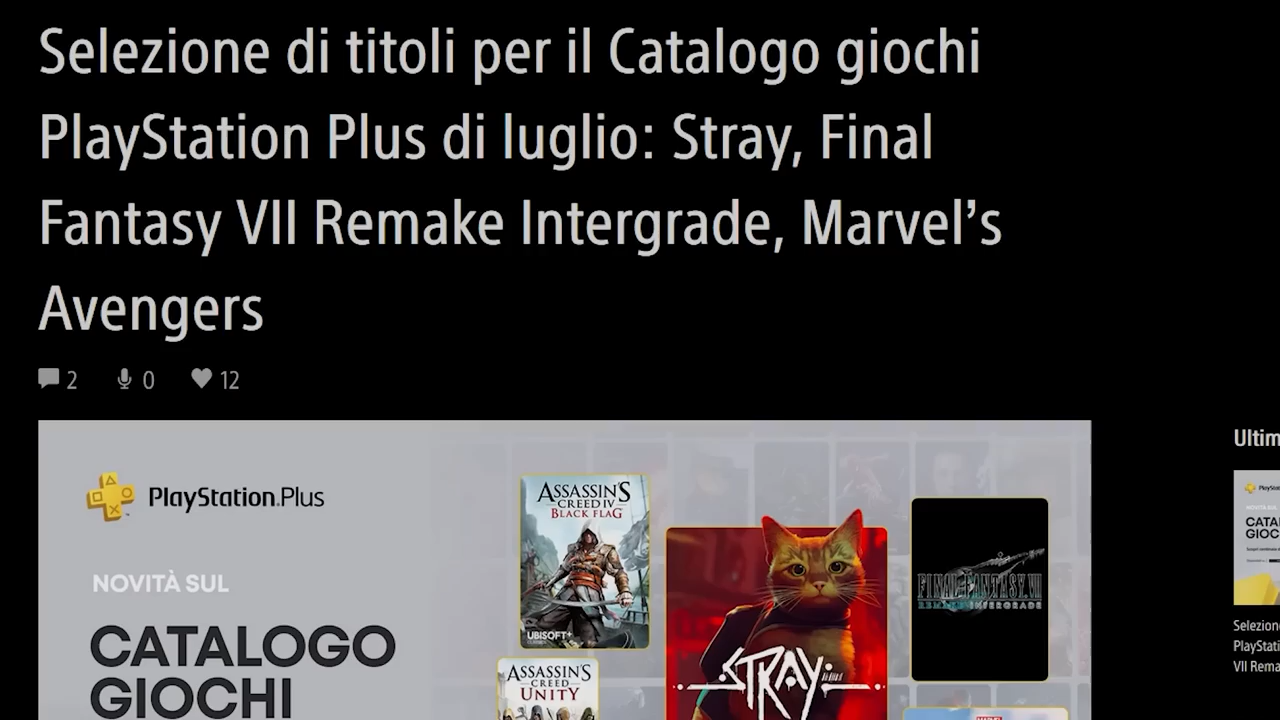 Selezione di titoli per il Catalogo giochi
PlayStation Plus di luglio: Stray, Final
Fantasy VII Remake Intergrade, Marvel’s
Avengers
2 0 12
PlayStation.Plus
NOVITÀ SUL
CATALOGO
GIOCHI
ASSASSIN'S
CREED IV
BLACK FLAG
UBISOFT+
ASSASSIN'S
CREED
UNITY
STRAY
FINAL FANTASY VII
REMAKE INTERGRADE
MARVEL
Ultim
CATA
GIOC
Selezion
PlayStati
VII Rema